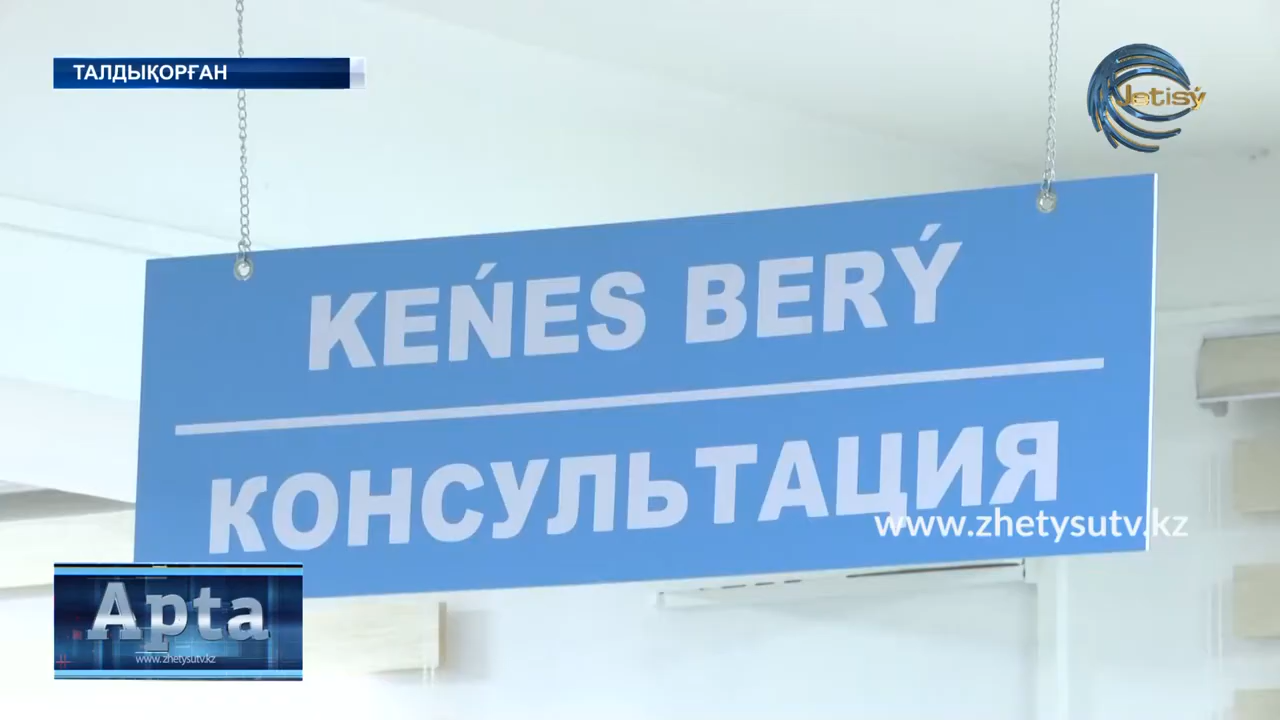 ТАЛДЫҚОРҒАН
Jetisý
KEŃES BERÝ
КОНСУЛЬТАЦИЯ
www.zhetysutv.kz
Apta
www.zhetysutv.kz